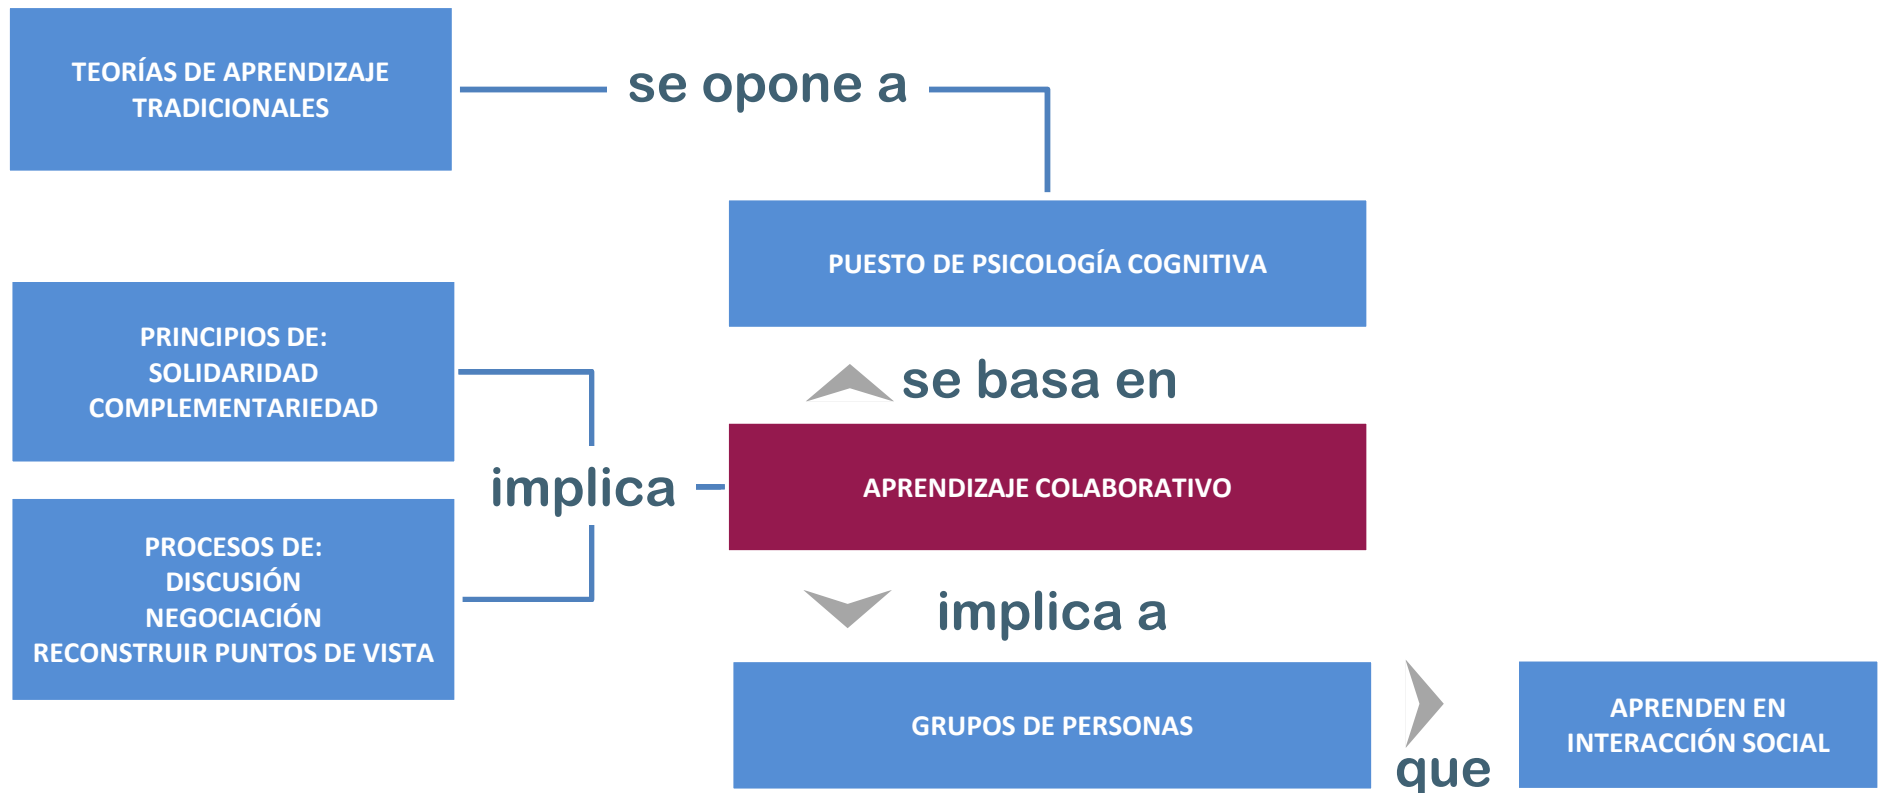 TEORÍAS DE APRENDIZAJE
TRADICIONALES
se opone a
PUESTO DE PSICOLOGÍA COGNITIVA
PRINCIPIOS DE:
SOLIDARIDAD
COMPLEMENTARIEDAD
se basa en
implica
APRENDIZAJE COLABORATIVO
PROCESOS DE:
DISCUSIÓN
NEGOCIACIÓN
RECONSTRUIR PUNTOS DE VISTA
implica a
GRUPOS DE PERSONAS
que
APRENDEN EN
INTERACCIÓN SOCIAL